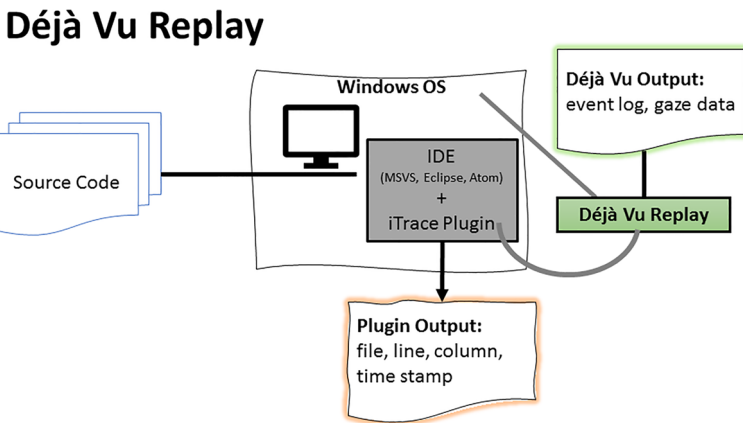 Déjà Vu Replay
Windows OS
Source Code
IDE
(MSVS, Eclipse, Atom)
+
iTrace Plugin
Déjà Vu Output:
event log, gaze data
Déjà Vu Replay
Plugin Output:
file, line, column,
time stamp